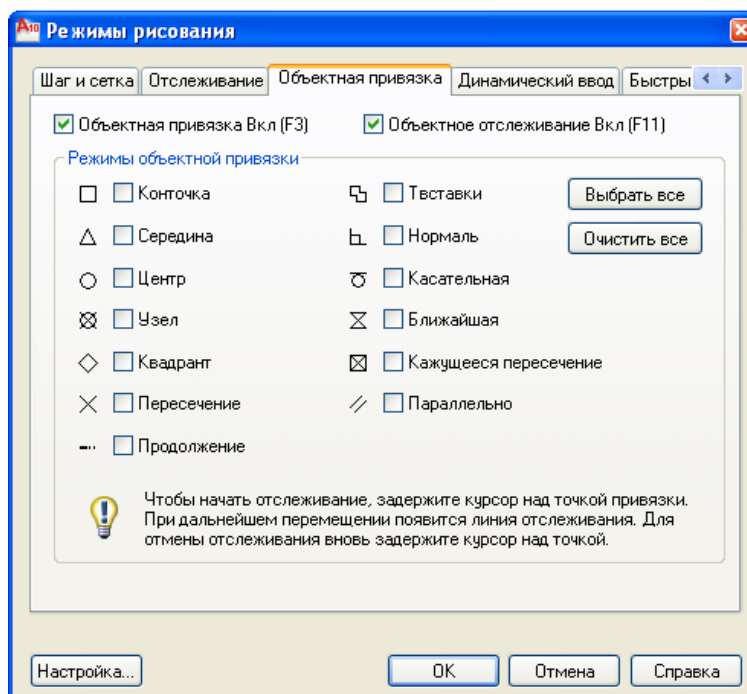 A10 Режимы рисования
Шаг и сетка Отслеживание Объектная привязка Динамический ввод Быстры
Объектная привязка Вкл (F3) Объектное отслеживание Вкл (F11)
Режимы объектной привязки
Конточка Твставки Выбрать все
Середина Нормаль Очистить все
Центр Касательная
Узел Ближайшая
Квадрант Кажущееся пересечение
Пересечение Параллельно
Продолжение
Чтобы начать отслеживание, задержите курсор над точкой привязки.
При дальнейшем перемещении появится линия отслеживания. Для
отмены отслеживания вновь задержите курсор над точкой.
Настройка... OK Отмена Справка